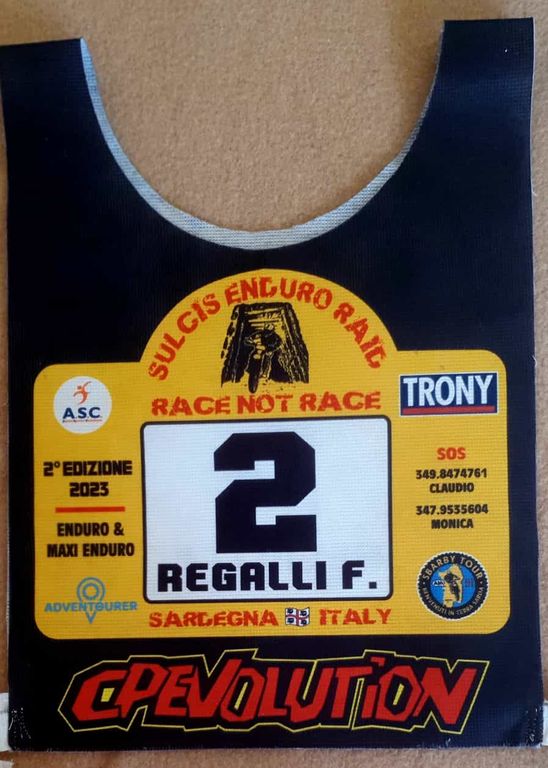 SULCIS ENDURO RAID
RACE NOT RACE
A.S.C.
TRONY
2° EDIZIONE
2023
ENDURO &
MAXI ENDURO
ADVENTOURER
2
REGALLI F.
SOS
349.8474761
CLAUDIO
347.9535604
MONICA
SBARBY TOUR
SARDEGNA ITALY
CPEVOLUTION